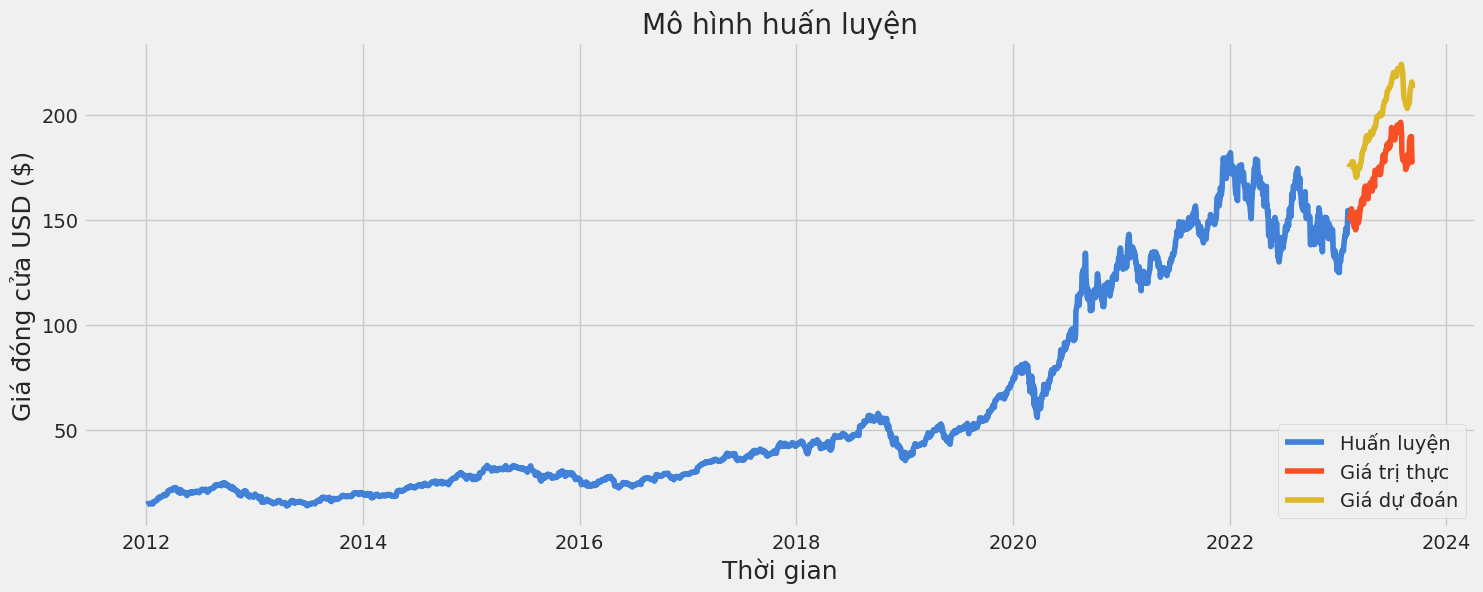 Mô hình huấn luyện
Giá đóng cửa USD ($)
200
150
100
50
Huấn luyện
Giá trị thực
Giá dự đoán
2012
2014
2016
2018
2020
2022
2024
Thời gian